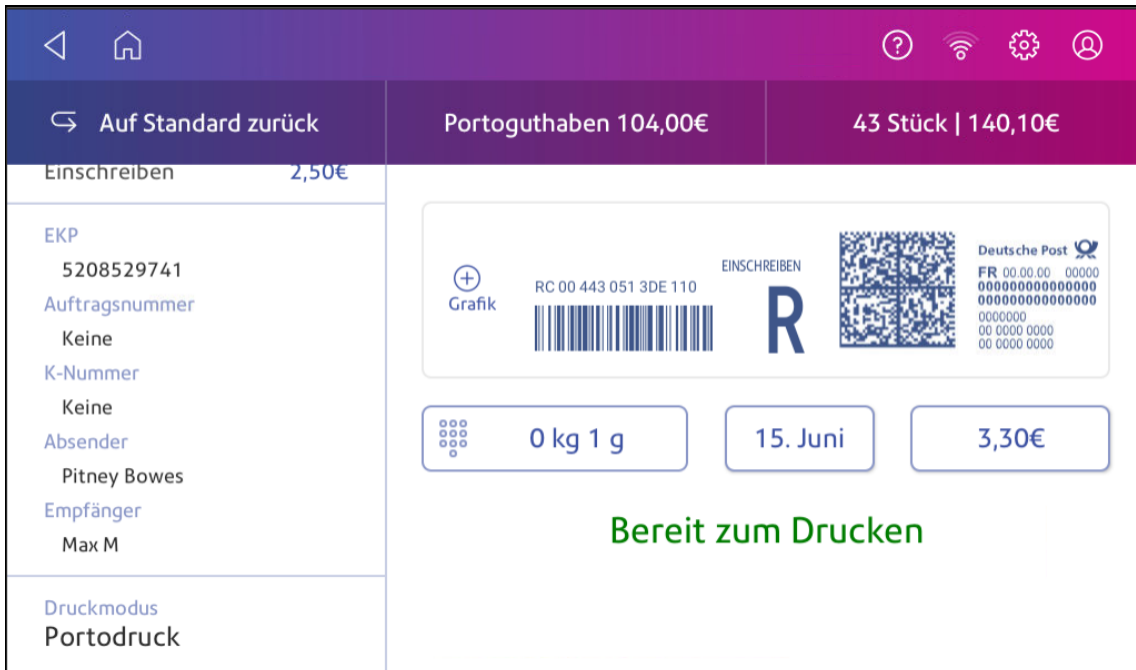 ?
Auf Standard zurück
Portoguthaben 104,00€
43 Stück | 140,10€
Einschreiben 2,50€
EKP
5208529741
Auftragsnummer
Keine
K-Nummer
Keine
Absender
Pitney Bowes
Empfänger
Max M
Druckmodus
Portodruck
Grafik
RC 00 443 051 3DE 110
EINSCHREIBEN
R
Deutsche Post
FR 00.00.00 00000
000000000000000
000000000000000
0000000
00 0000 0000
00 0000 0000
0 kg 1 g
15. Juni
3,30€
Bereit zum Drucken